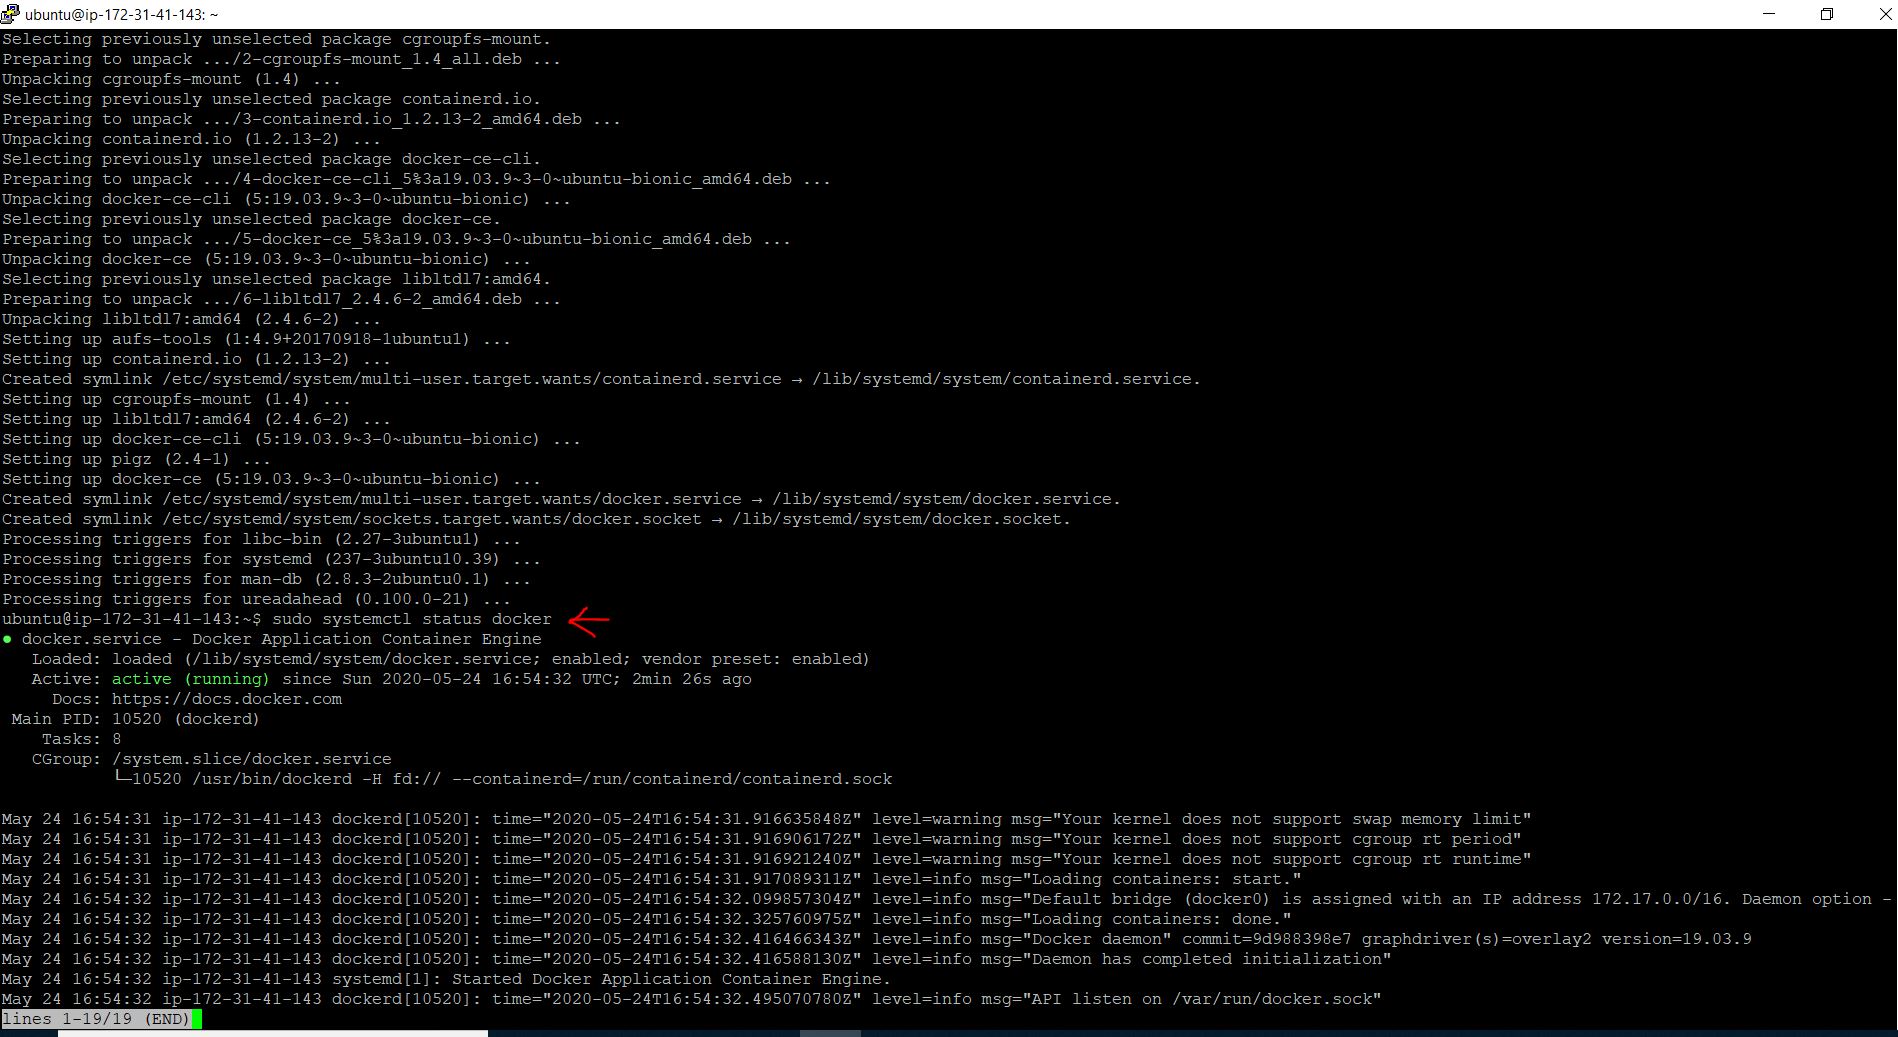 ubuntu@ip-172-31-41-143: ~
Selecting previously unselected package cgroupfs-mount.
Preparing to unpack .../2-cgroupfs-mount_1.4_all.deb ...
Unpacking cgroupfs-mount (1.4) ...
Selecting previously unselected package containerd.io.
Preparing to unpack .../3-containerd.io_1.2.13-2_amd64.deb ...
Unpacking containerd.io (1.2.13-2) ...
Selecting previously unselected package docker-ce-cli.
Preparing to unpack .../4-docker-ce-cli_5%3a19.03.9~3-0~ubuntu-bionic_amd64.deb ...
Unpacking docker-ce-cli (5:19.03.9~3-0~ubuntu-bionic) ...
Selecting previously unselected package docker-ce.
Preparing to unpack .../5-docker-ce_5%3a19.03.9~3-0~ubuntu-bionic_amd64.deb ...
Unpacking docker-ce (5:19.03.9~3-0~ubuntu-bionic) ...
Selecting previously unselected package libltdl7:amd64.
Preparing to unpack .../6-libltdl7_2.4.6-2_amd64.deb ...
Unpacking libltdl7:amd64 (2.4.6-2) ...
Setting up aufs-tools (1:4.9+20170918-1ubuntu1) ...
Setting up containerd.io (1.2.13-2) ...
Created symlink /etc/systemd/system/multi-user.target.wants/containerd.service → /lib/systemd/system/containerd.service.
Setting up cgroupfs-mount (1.4) ...
Setting up libltdl7:amd64 (2.4.6-2) ...
Setting up docker-ce-cli (5:19.03.9~3-0~ubuntu-bionic) ...
Setting up pigz (2.4-1) ...
Setting up docker-ce (5:19.03.9~3-0~ubuntu-bionic) ...
Created symlink /etc/systemd/system/multi-user.target.wants/docker.service → /lib/systemd/system/docker.service.
Created symlink /etc/systemd/system/sockets.target.wants/docker.socket → /lib/systemd/system/docker.socket.
Processing triggers for libc-bin (2.27-3ubuntu1) ...
Processing triggers for systemd (237-3ubuntu10.39) ...
Processing triggers for man-db (2.8.3-2ubuntu0.1) ...
Processing triggers for ureadahead (0.100.0-21) ...
ubuntu@ip-172-31-41-143:~$ sudo systemctl status docker
● docker.service - Docker Application Container Engine
Loaded: loaded (/lib/systemd/system/docker.service; enabled; vendor preset: enabled)
Active: active (running) since Sun 2020-05-24 16:54:32 UTC; 2min 26s ago
Docs: https://docs.docker.com
Main PID: 10520 (dockerd)
Tasks: 8
CGroup: /system.slice/docker.service
└─10520 /usr/bin/dockerd -H fd:// --containerd=/run/containerd/containerd.sock
May 24 16:54:31 ip-172-31-41-143 dockerd[10520]: time="2020-05-24T16:54:31.916635848Z" level=warning msg="Your kernel does not support swap memory limit"
May 24 16:54:31 ip-172-31-41-143 dockerd[10520]: time="2020-05-24T16:54:31.916906172Z" level=warning msg="Your kernel does not support cgroup rt period"
May 24 16:54:31 ip-172-31-41-143 dockerd[10520]: time="2020-05-24T16:54:31.916921240Z" level=warning msg="Your kernel does not support cgroup rt runtime"
May 24 16:54:31 ip-172-31-41-143 dockerd[10520]: time="2020-05-24T16:54:31.917089311Z" level=info msg="Loading containers: start."
May 24 16:54:32 ip-172-31-41-143 dockerd[10520]: time="2020-05-24T16:54:32.099857304Z" level=info msg="Default bridge (docker0) is assigned with an IP address 172.17.0.0/16. Daemon option -
May 24 16:54:32 ip-172-31-41-143 dockerd[10520]: time="2020-05-24T16:54:32.325760975Z" level=info msg="Loading containers: done."
May 24 16:54:32 ip-172-31-41-143 dockerd[10520]: time="2020-05-24T16:54:32.416466343Z" level=info msg="Docker daemon" commit=9d988398e7 graphdriver(s)=overlay2 version=19.03.9
May 24 16:54:32 ip-172-31-41-143 dockerd[10520]: time="2020-05-24T16:54:32.416588130Z" level=info msg="Daemon has completed initialization"
May 24 16:54:32 ip-172-31-41-143 systemd[1]: Started Docker Application Container Engine.
May 24 16:54:32 ip-172-31-41-143 dockerd[10520]: time="2020-05-24T16:54:32.495070780Z" level=info msg="API listen on /var/run/docker.sock"
lines 1-19/19 (END)